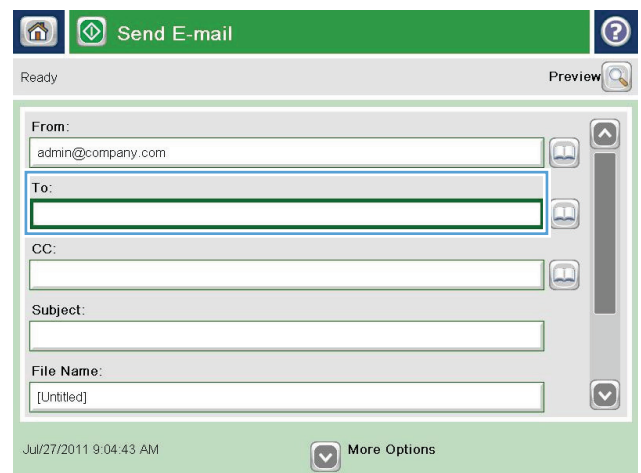 Send E-mail
Ready
Preview
From:
admin@company.com
To:
CC:
Subject:
File Name:
[Untitled]
Jul/27/2011 9:04:43 AM
More Options